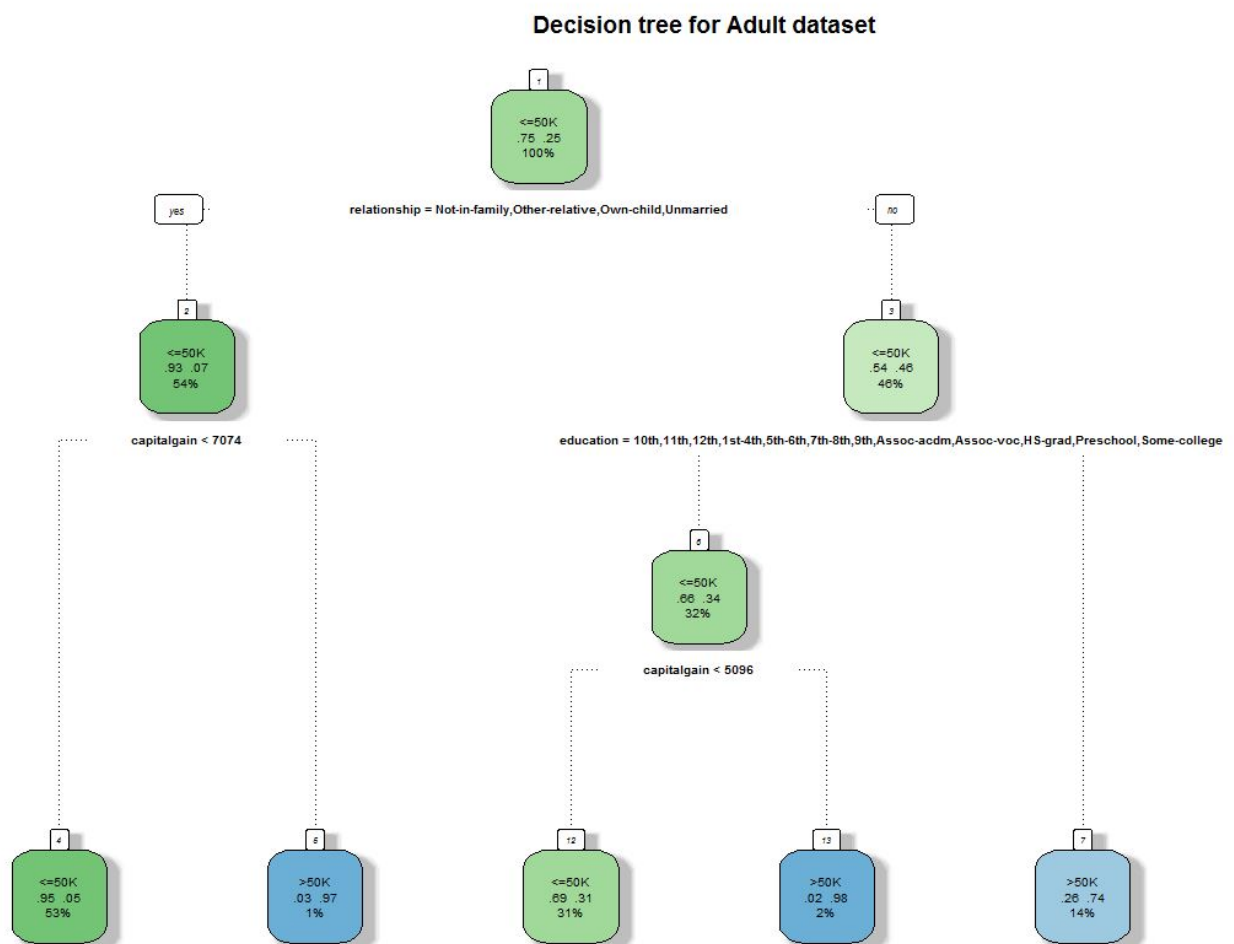 Decision tree for Adult dataset
1
<=50K
.75 .25
100%
yes
relationship = Not-in-family,Other-relative,Own-child,Unmarried
no
2
<=50K
.93 .07
54%
3
<=50K
.54 .46
46%
capitalgain < 7074
education = 10th,11th,12th,1st-4th,5th-6th,7th-8th,9th,Assoc-acdm,Assoc-voc,HS-grad,Preschool,Some-college
6
<=50K
.66 .34
32%
capitalgain < 5096
4
<=50K
.95 .05
53%
5
>50K
.03 .97
1%
12
<=50K
.69 .31
31%
13
>50K
.02 .98
2%
7
>50K
.26 .74
14%